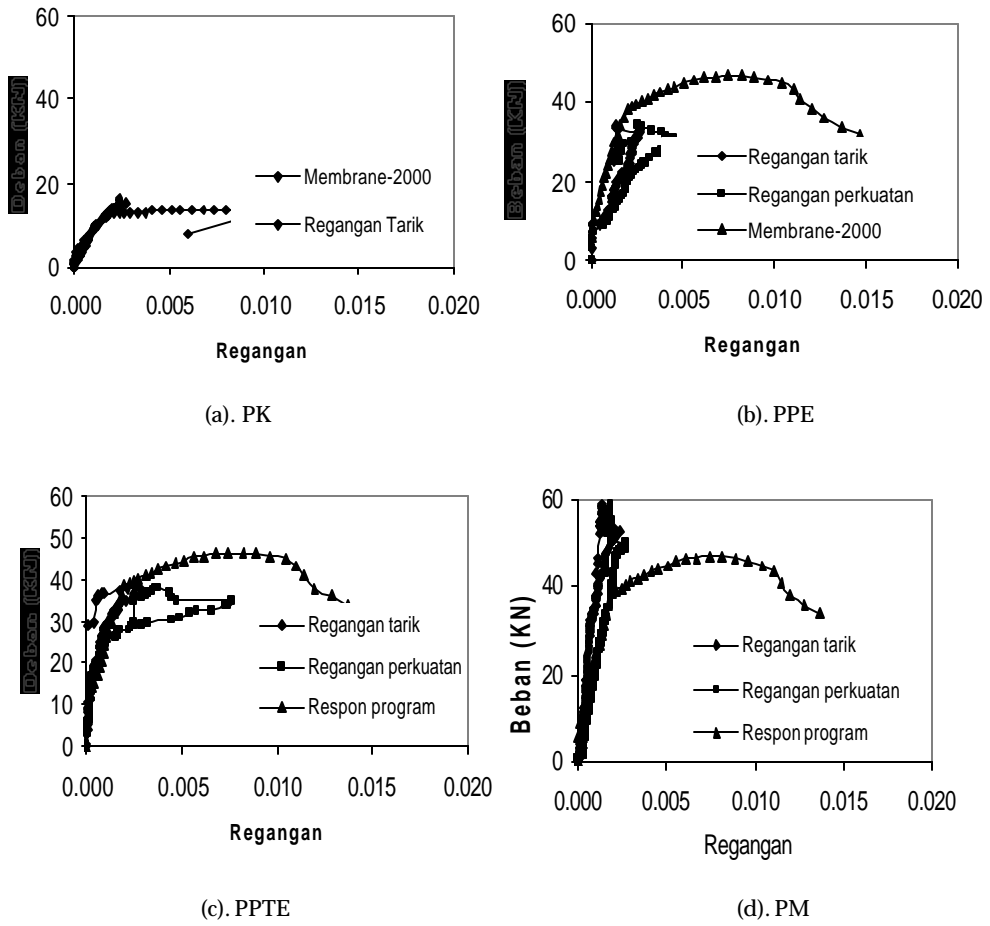 60
40
20
0
Beban (KN)
Membrane-2000
Regangan Tarik
0.000 0.005 0.010 0.015 0.020
Regangan
(a). PK
60
40
20
0
Beban (KN)
Regangan tarik
Regangan perkuatan
Membrane-2000
0.000 0.005 0.010 0.015 0.020
Regangan
(b). PPE
60
50
40
30
20
10
0
Beban (KN)
Regangan tarik
Regangan perkuatan
Respon program
0.000 0.005 0.010 0.015 0.020
Regangan
(c). PPTE
60
40
20
0
Beban (KN)
Regangan tarik
Regangan perkuatan
Respon program
0.000 0.005 0.010 0.015 0.020
Regangan
(d). PM